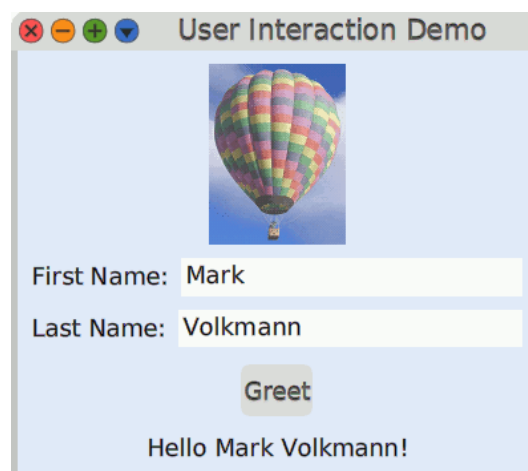 User Interaction Demo
First Name: Mark
Last Name: Volkmann
Greet
Hello Mark Volkmann!